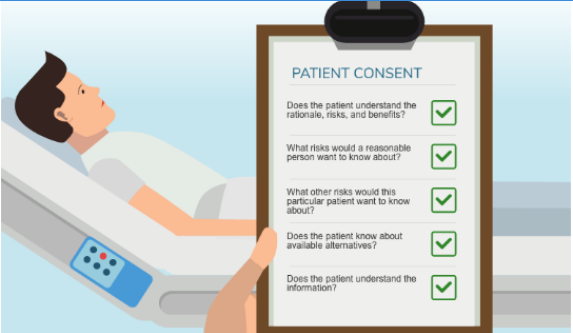 PATIENT CONSENT
Does the patient understand the
rationale, risks, and benefits?
What risks would a reasonable
person want to know about?
What other risks would this
particular patient want to know
about?
Does the patient know about
available alternatives?
Does the patient understand the
information?